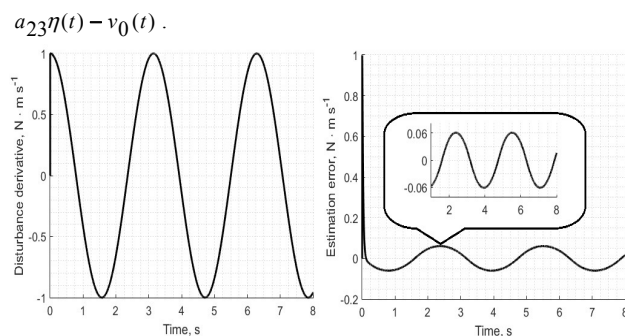 a23η(t) − v0(t) .
Disturbance derivative, N · m s-1
1
0.5
0
-0.5
-1
0 1 2 3 4 5 6 7 8
Time, s
Estimation error, N · m s-1
1
0.8
0.6
0.4
0.2
0
-0.2
0.06
0
-0.06
2 4 6 8
0 1 2 3 4 5 6 7 8
Time, s